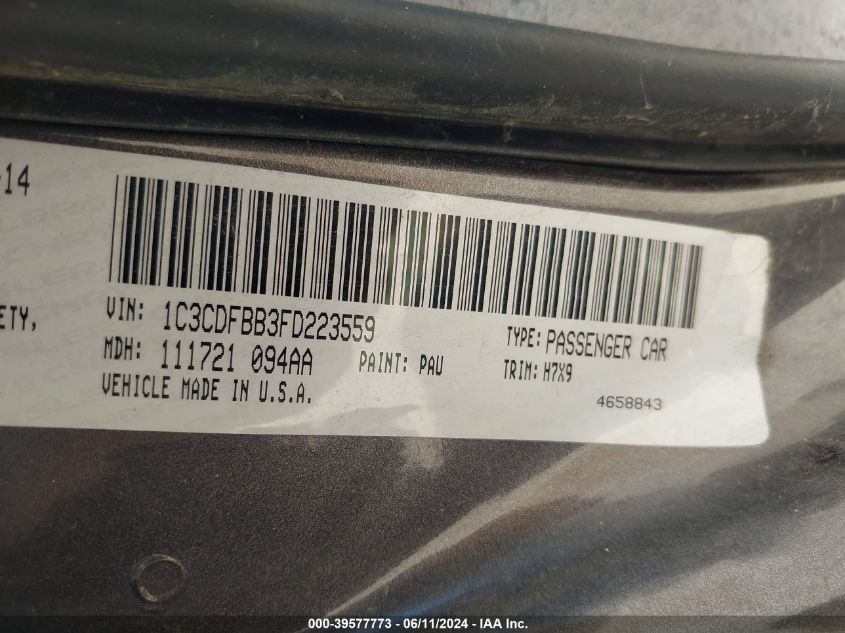 -14
ETY,
VIN: 1C3CDFBB3FD223559
TYPE: PASSENGER CAR
MDH: 111721 094AA
PAINT: PAU
TRIM: H7X9
VEHICLE MADE IN U.S.A.
4658843
000-39577773 - 06/11/2024 - IAA Inc.